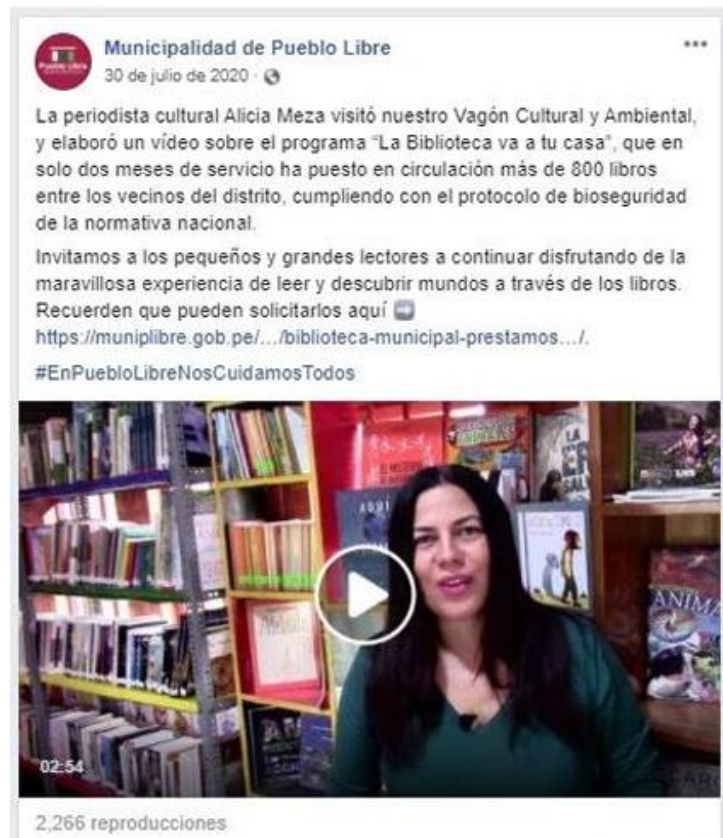 Municipalidad de Pueblo Libre
30 de julio de 2020 ·
La periodista cultural Alicia Meza visitó nuestro Vagón Cultural y Ambiental,
y elaboró un vídeo sobre el programa “La Biblioteca va a tu casa”, que en
solo dos meses de servicio ha puesto en circulación más de 800 libros
entre los vecinos del distrito, cumpliendo con el protocolo de bioseguridad
de la normativa nacional.
Invitamos a los pequeños y grandes lectores a continuar disfrutando de la
maravillosa experiencia de leer y descubrir mundos a través de los libros.
Recuerden que pueden solicitarlos aquí ➡️
https://muniplibre.gob.pe/…/biblioteca-municipal-prestamos…/.
#EnPuebloLibreNosCuidamosTodos
ANIMA
02:54
2,266 reproducciones